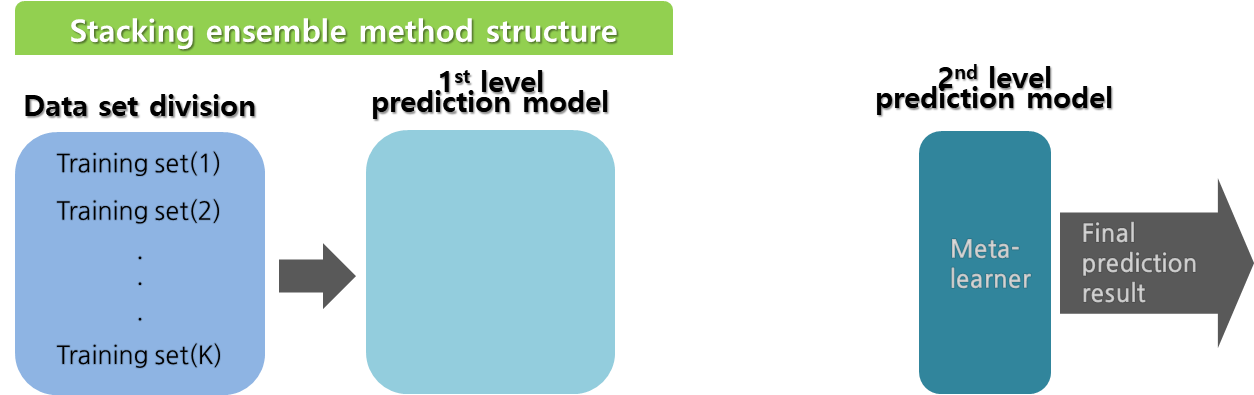 Stacking ensemble method structure
Data set division
Training set(1)
Training set(2)
.
.
.
Training set(K)
1st level
prediction model
2nd level
prediction model
Meta-
learner
Final
prediction
result